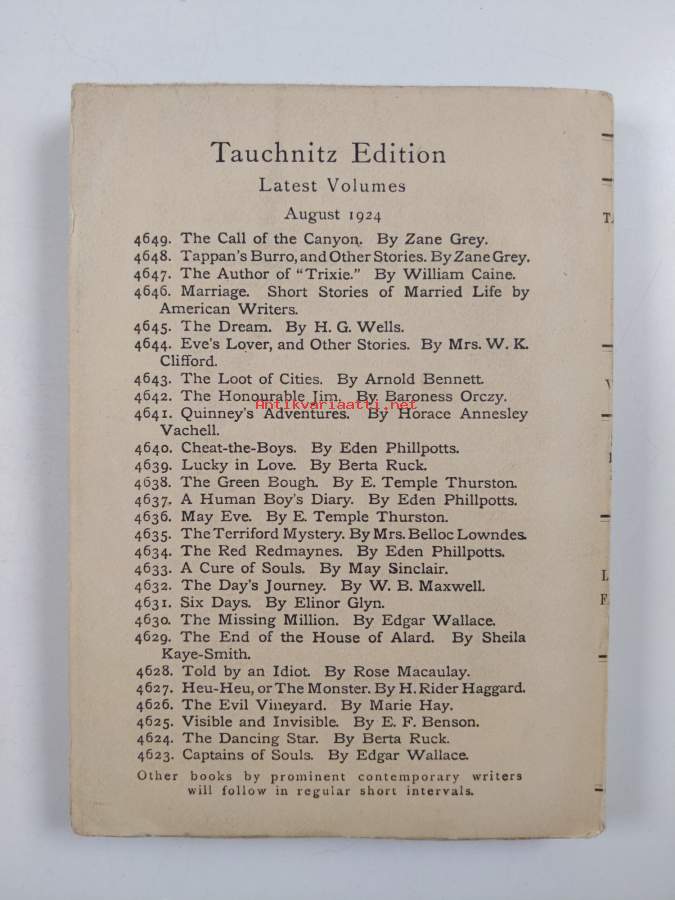 Tauchnitz Edition
Latest Volumes
August 1924
4649. The Call of the Canyon. By Zane Grey.
4648. Tappan's Burro, and Other Stories. By Zane Grey.
4647. The Author of "Trixie." By William Caine.
4646. Marriage. Short Stories of Married Life by
American Writers.
4645. The Dream. By H. G. Wells.
4644. Eve's Lover, and Other Stories. By Mrs. W. K.
Clifford.
4643. The Loot of Cities. By Arnold Bennett.
4642. The Honourable Jim. By Baroness Orczy.
Antikvariaatti.net
4641. Quinney's Adventures. By Horace Annesley
Vachell.
4640. Cheat-the-Boys. By Eden Phillpotts.
4639. Lucky in Love. By Berta Ruck.
4638. The Green Bough. By E. Temple Thurston.
4637. A Human Boy's Diary. By Eden Phillpotts.
4636. May Eve. By E. Temple Thurston.
4635. The Terriford Mystery. By Mrs. Belloc Lowndes.
4634. The Red Redmaynes. By Eden Phillpotts.
4633. A Cure of Souls. By May Sinclair.
4632. The Day's Journey. By W. B. Maxwell.
4631. Six Days. By Elinor Glyn.
4630. The Missing Million. By Edgar Wallace.
4629. The End of the House of Alard. By Sheila
Kaye-Smith.
4628. Told by an Idiot. By Rose Macaulay.
4627. Heu-Heu, or The Monster. By H. Rider Haggard.
4626. The Evil Vineyard. By Marie Hay.
4625. Visible and Invisible. By E. F. Benson.
4624. The Dancing Star. By Berta Ruck.
4623. Captains of Souls. By Edgar Wallace.
Other books by prominent contemporary writers
will follow in regular short intervals.